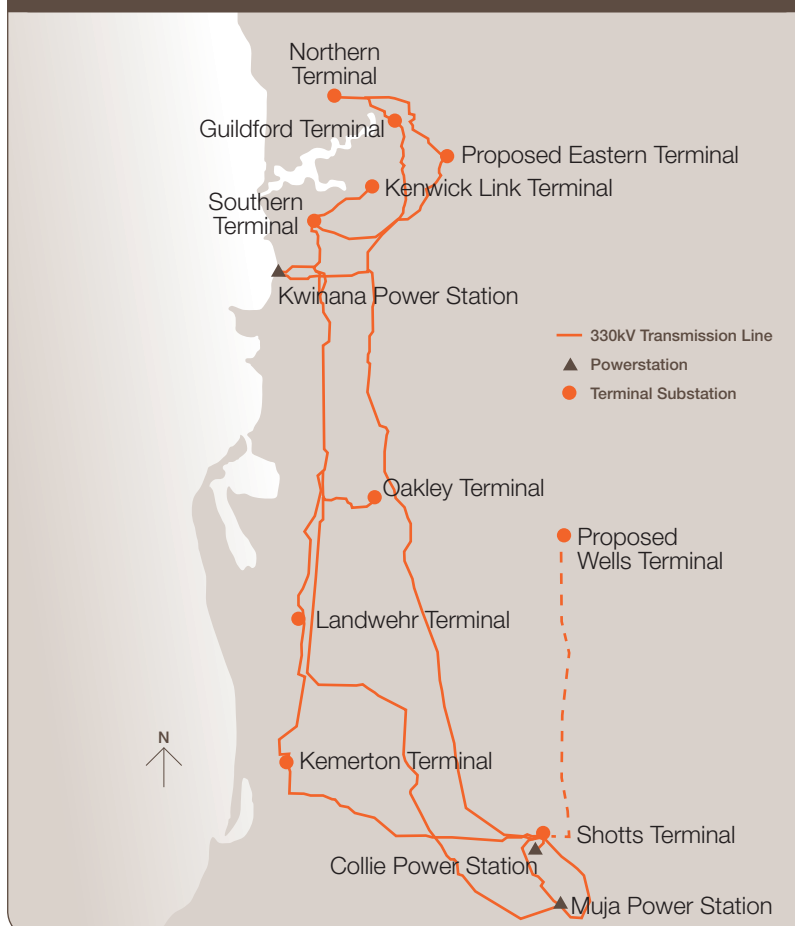 Northern
Terminal
Guildford Terminal
Proposed Eastern Terminal
Kenwick Link Terminal
Southern
Terminal
Kwinana Power Station
330kV Transmission Line
Powerstation
Terminal Substation
Oakley Terminal
Proposed
Wells Terminal
Landwehr Terminal
N
Kemerton Terminal
Shotts Terminal
Collie Power Station
Muja Power Station